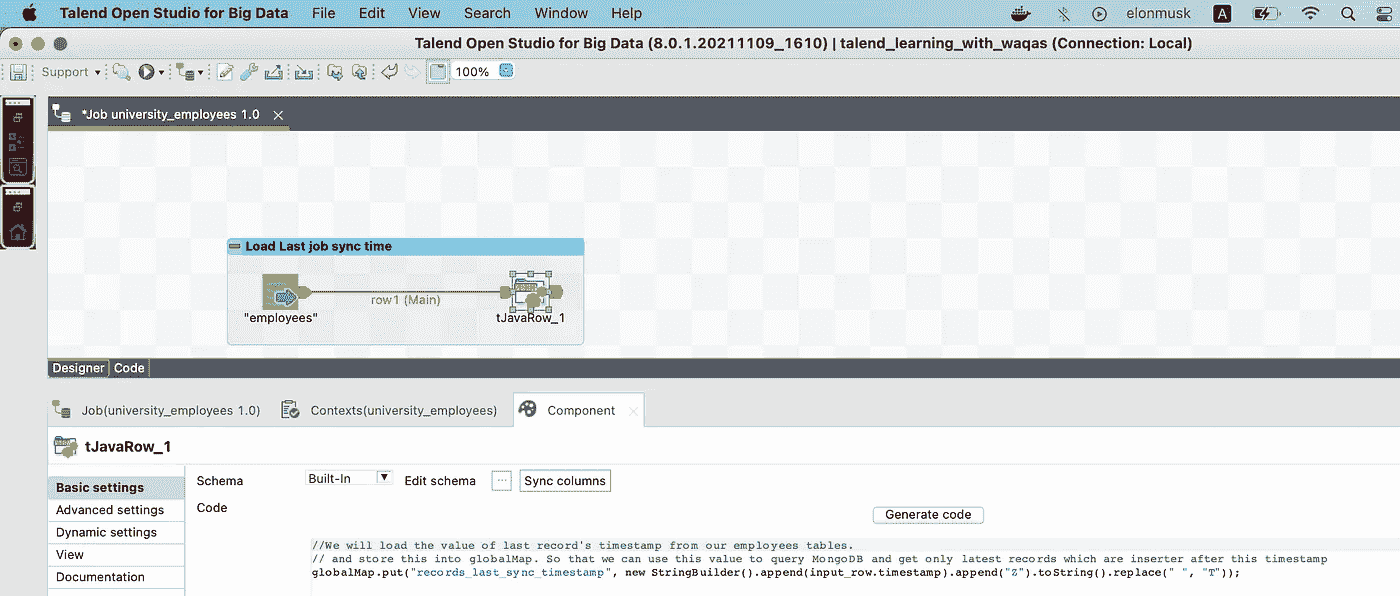 Talend Open Studio for Big Data File Edit View Search Window Help elonmusk A
Talend Open Studio for Big Data (8.0.1.20211109_1610) | talend_learning_with_waqas (Connection: Local)
Support 100%
*Job university_employees 1.0
Load Last job sync time
row1 (Main)
"employees" tJavaRow_1
Designer Code
Job(university_employees 1.0) Contexts(university_employees) Component
tJavaRow_1
Basic settings
Advanced settings
Dynamic settings
View
Documentation
Schema Built-In Edit schema ... Sync columns
Code
Generate code
//We will load the value of last record's timestamp from our employees tables.
// and store this into globalMap. So that we can use this value to query MongoDB and get only latest records which are inserter after this timestamp
globalMap.put("records_last_sync_timestamp", new StringBuilder().append(input_row.timestamp).append("Z").toString().replace(" ", "T"));